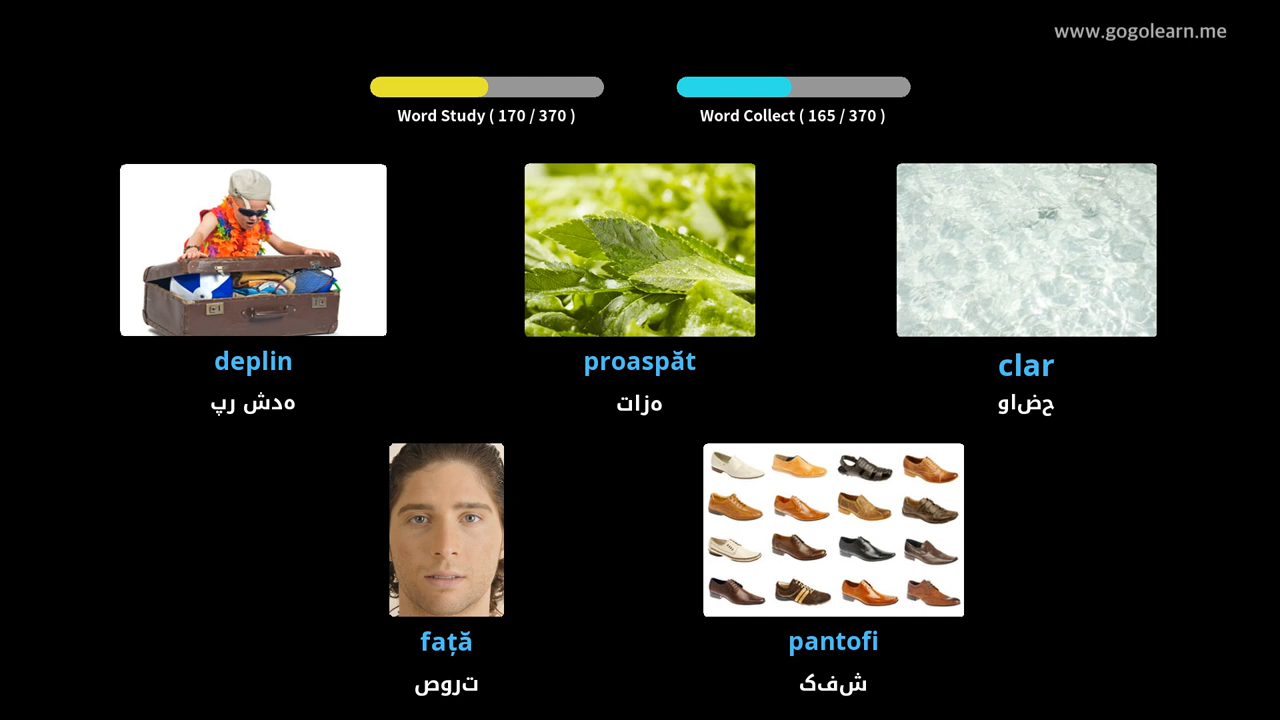 www.gogolearn.me
Word Study ( 170 / 370 )
Word Collect ( 165 / 370 )
deplin
هدش رپ
proaspăt
هزات
clar
حضاو
față
تروص
pantofi
شفک